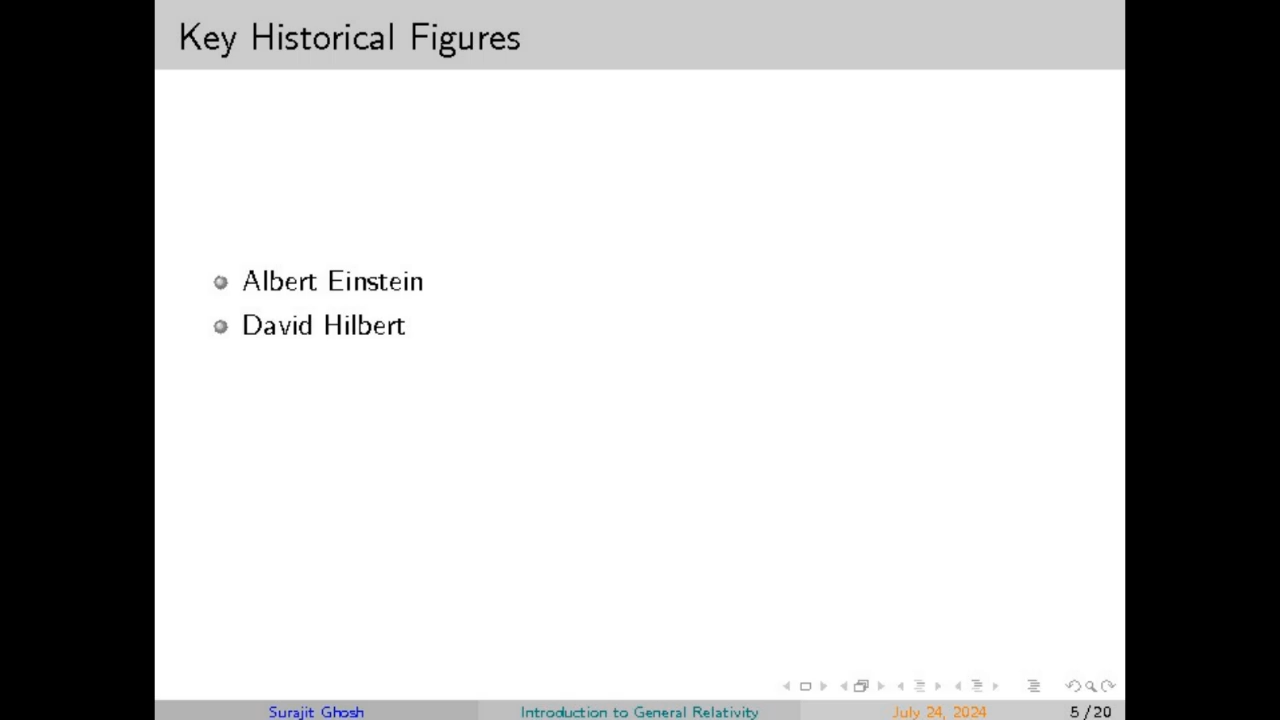 Key Historical Figures
Albert Einstein
David Hilbert
Surajit Ghosh Introduction to General Relativity July 24, 2024 5/20